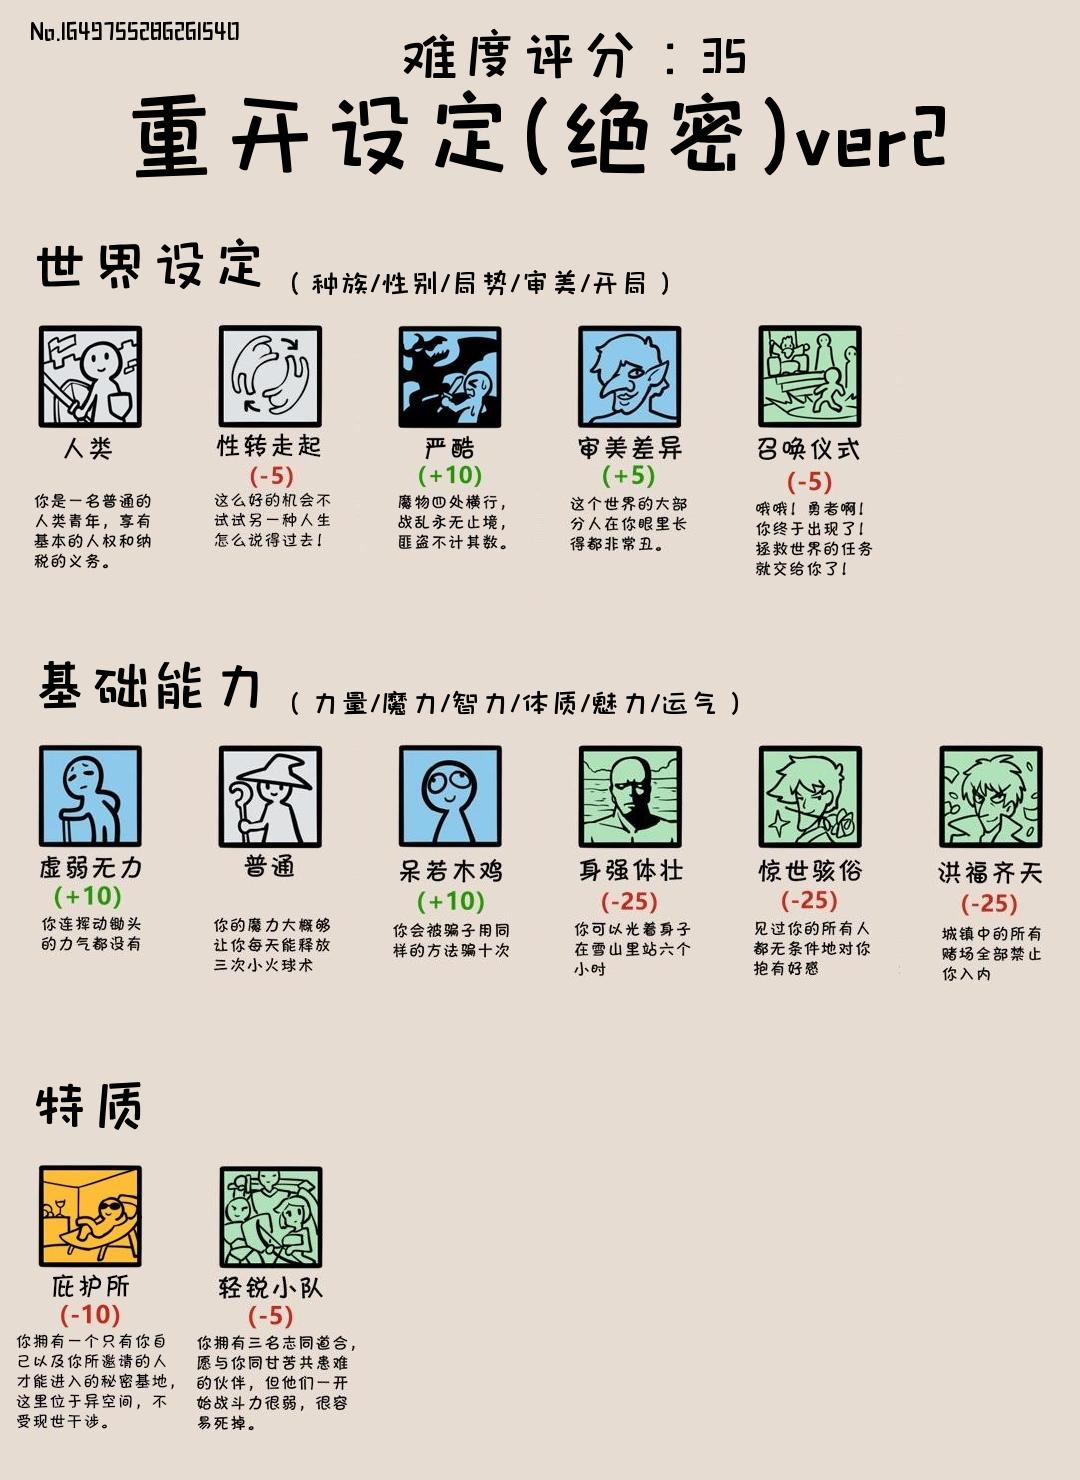 No.1649755286261540
难度评分：35
重开设定(绝密)ver2
世界设定（种族/性别/局势/审美/开局）
人类
你是一名普通的
人类青年，享有
基本的人权和纳
税的义务。
性转走起
(-5)
这么好的机会不
试试另一种人生
怎么说得过去！
严酷
(+10)
魔物四处横行，
战乱永无止境，
匪盗不计其数。
审美差异
(+5)
这个世界的大部
分人在你眼里长
得都非常丑。
召唤仪式
(-5)
哦哦！勇者啊！
你终于出现了！
拯救世界的任务
就交给你了！
基础能力（力量/魔力/智力/体质/魅力/运气）
虚弱无力
(+10)
你连挥动锄头
的力气都没有
普通
你的魔力大概够
让你每天能释放
三次小火球术
呆若木鸡
(+10)
你会被骗子用同
样的方法骗十次
身强体壮
(-25)
你可以光着身子
在雪山里站六个
小时
惊世骇俗
(-25)
见过你的所有人
都无条件地对你
抱有好感
洪福齐天
(-25)
城镇中的所有
赌场全部禁止
你入内
特质
庇护所
(-10)
你拥有一个只有你自
己以及你所邀请的人
才能进入的秘密基地，
这里位于异空间，不
受现世干涉。
轻锐小队
(-5)
你拥有三名志同道合，
愿与你同甘苦共患难
的伙伴，但他们一开
始战斗力很弱，很容
易死掉。